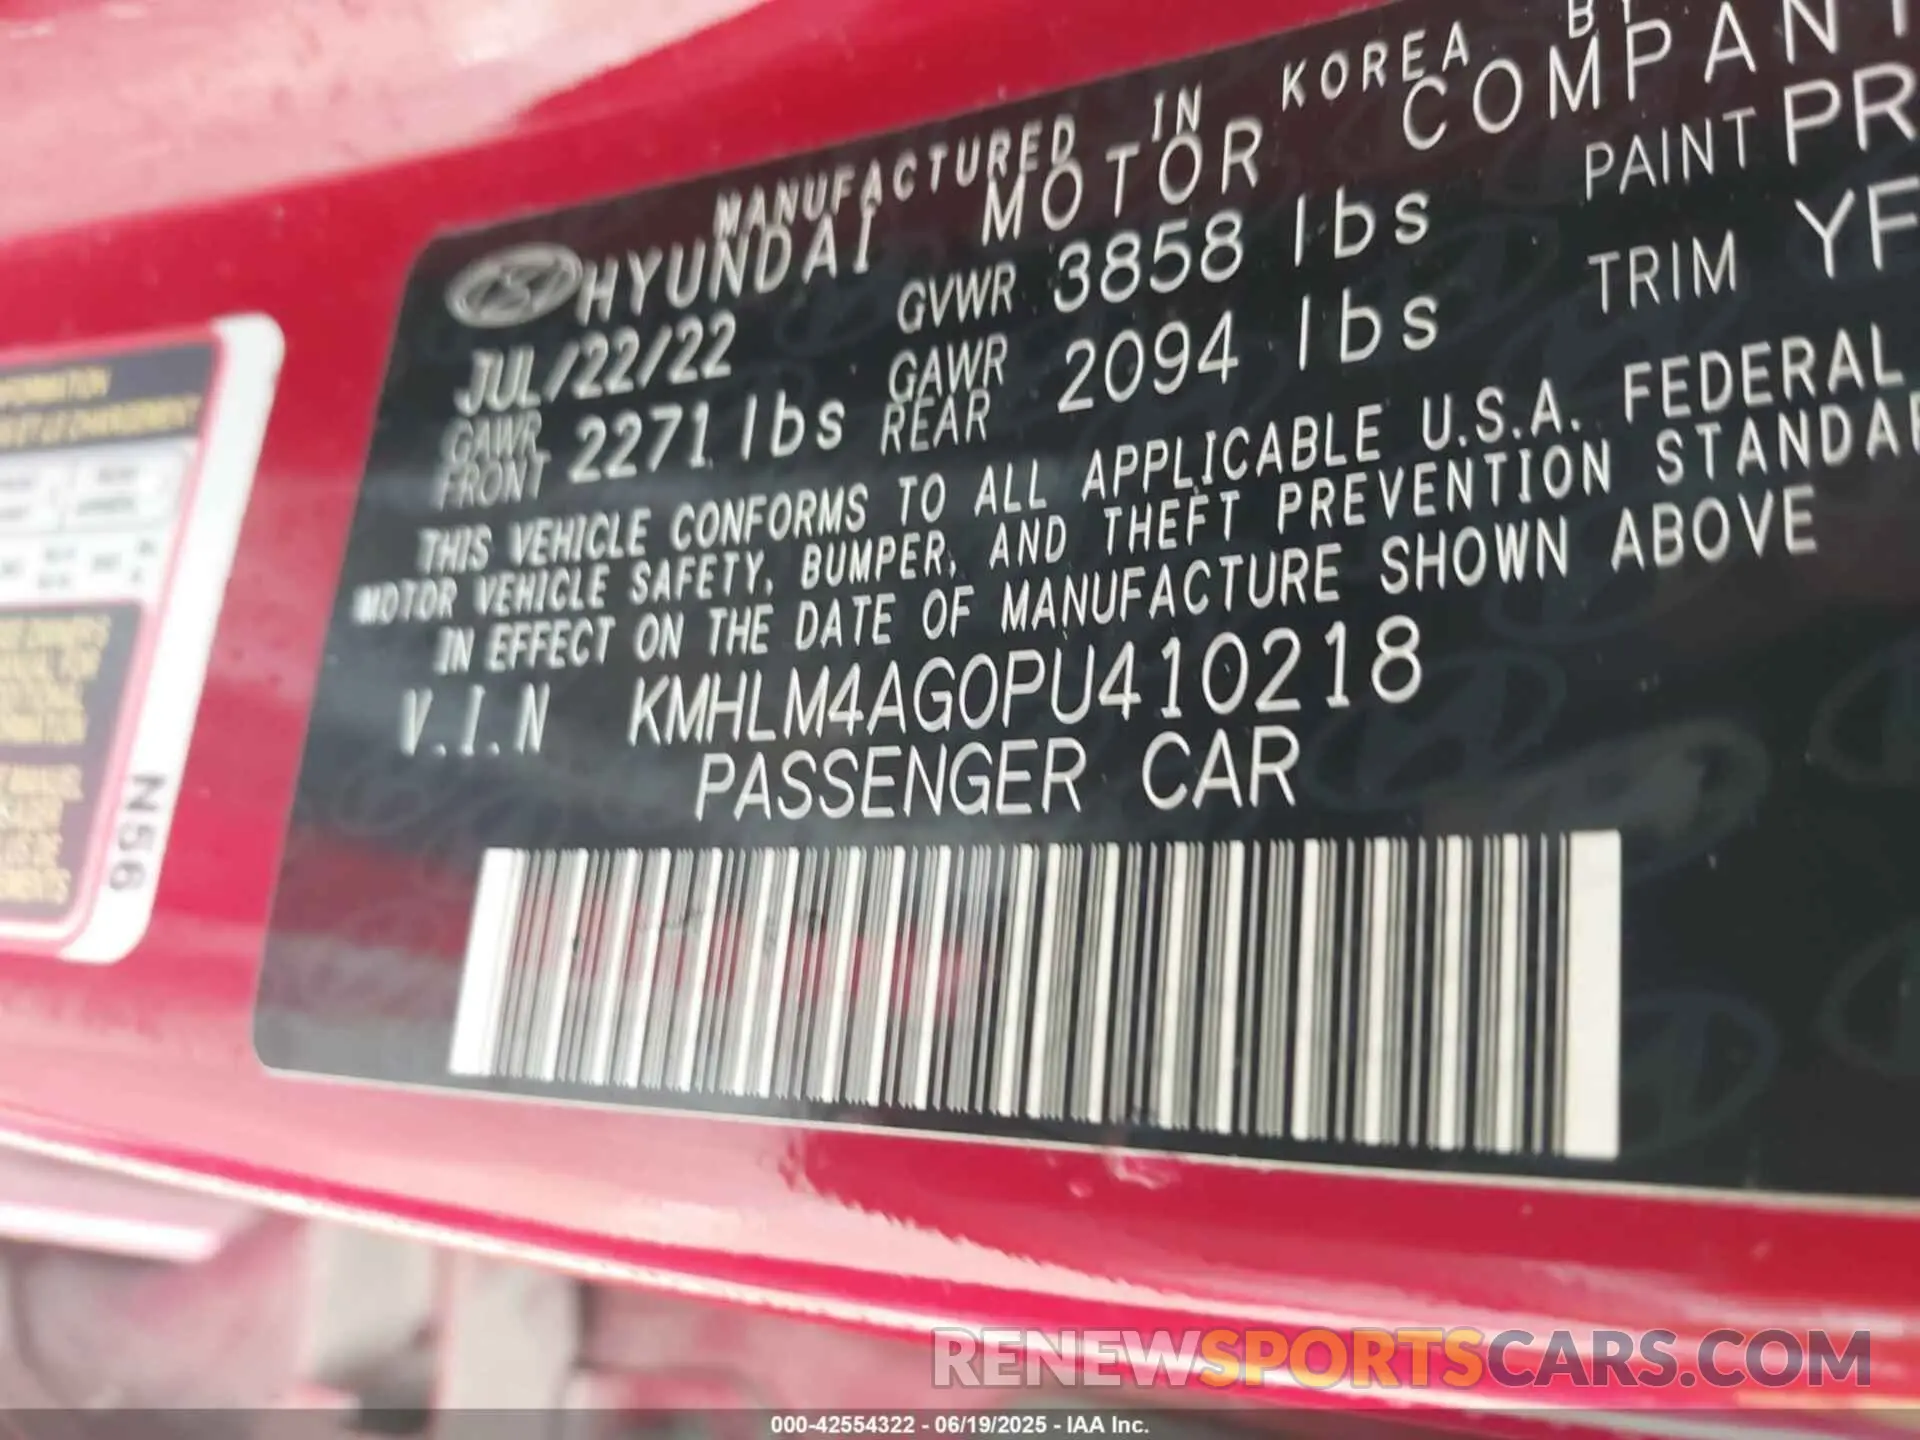 MANUFACTURED IN KOREA BY
HYUNDAI MOTOR COMPANY
JUL/22/22 GVWR 3858 lbs PAINT PR
GAWR FRONT 2271 lbs GAWR REAR 2094 lbs TRIM YF
THIS VEHICLE CONFORMS TO ALL APPLICABLE U.S.A. FEDERAL
MOTOR VEHICLE SAFETY, BUMPER, AND THEFT PREVENTION STANDAR
IN EFFECT ON THE DATE OF MANUFACTURE SHOWN ABOVE
V.I.N KMHLM4AG0PU410218
PASSENGER CAR
N56
RENEWSPORTSCARS.COM
000-42554322 - 06/19/2025 - IAA Inc.